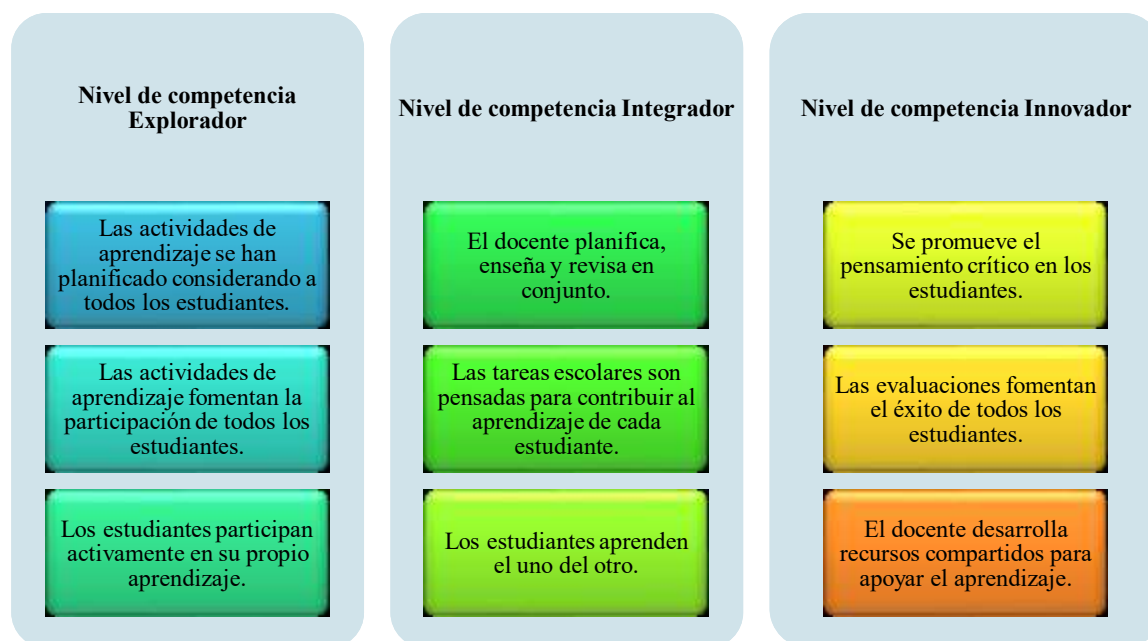 Nivel de competencia
Explorador
Las actividades de
aprendizaje se han
planificado considerando a
todos los estudiantes.
Las actividades de
aprendizaje fomentan la
participación de todos los
estudiantes.
Los estudiantes participan
activamente en su propio
aprendizaje.
Nivel de competencia Integrador
El docente planifica,
enseña y revisa en
conjunto.
Las tareas escolares son
pensadas para contribuir al
aprendizaje de cada
estudiante.
Los estudiantes aprenden
el uno del otro.
Nivel de competencia Innovador
Se promueve el
pensamiento crítico en los
estudiantes.
Las evaluaciones fomentan
el éxito de todos los
estudiantes.
El docente desarrolla
recursos compartidos para
apoyar el aprendizaje.